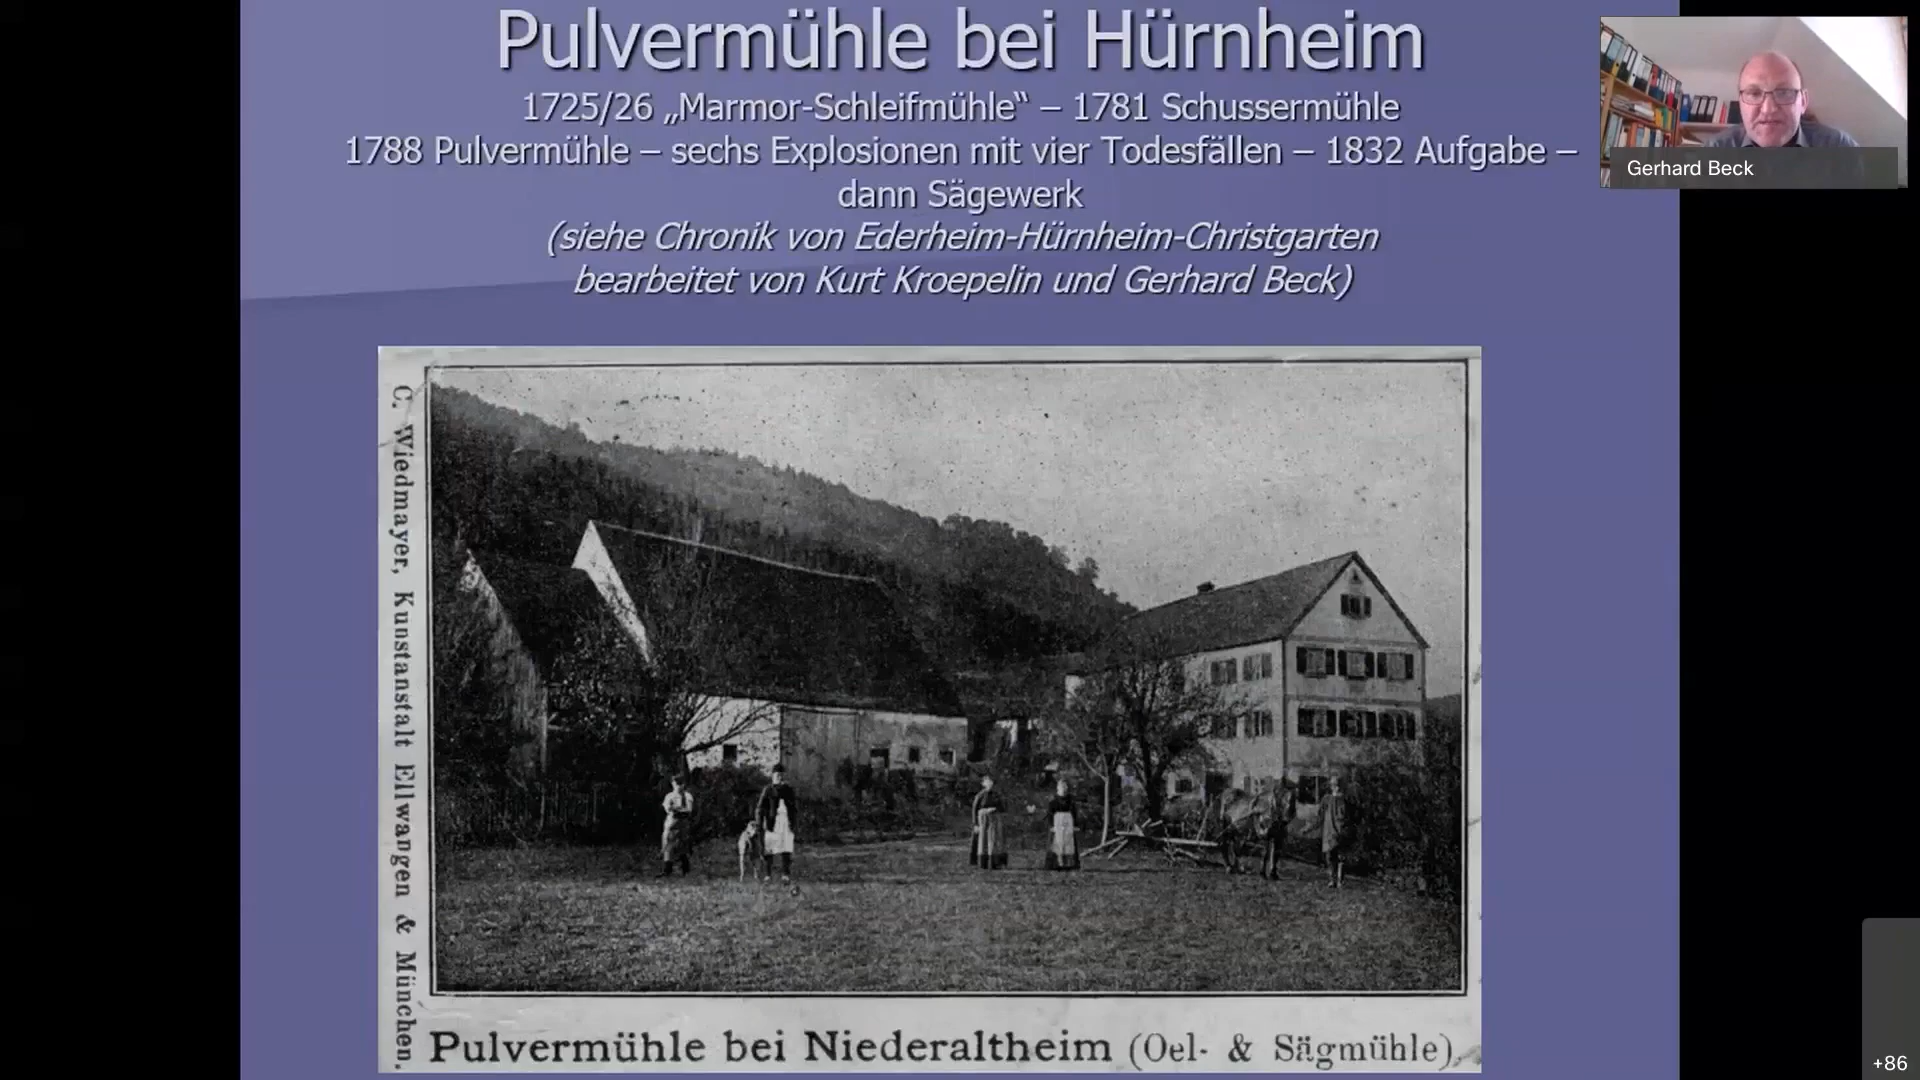 Pulvermühle bei Hürnheim
1725/26 „Marmor-Schleifmühle“ – 1781 Schussermühle
1788 Pulvermühle – sechs Explosionen mit vier Todesfällen – 1832 Aufgabe –
dann Sägewerk
(siehe Chronik von Ederheim-Hürnheim-Christgarten
bearbeitet von Kurt Kroepelin und Gerhard Beck)
Gerhard Beck
C. Wiedmayer, Kunstanstalt Ellwangen & München.
Pulvermühle bei Niederaltheim (Oel- & Sägmühle).
+86